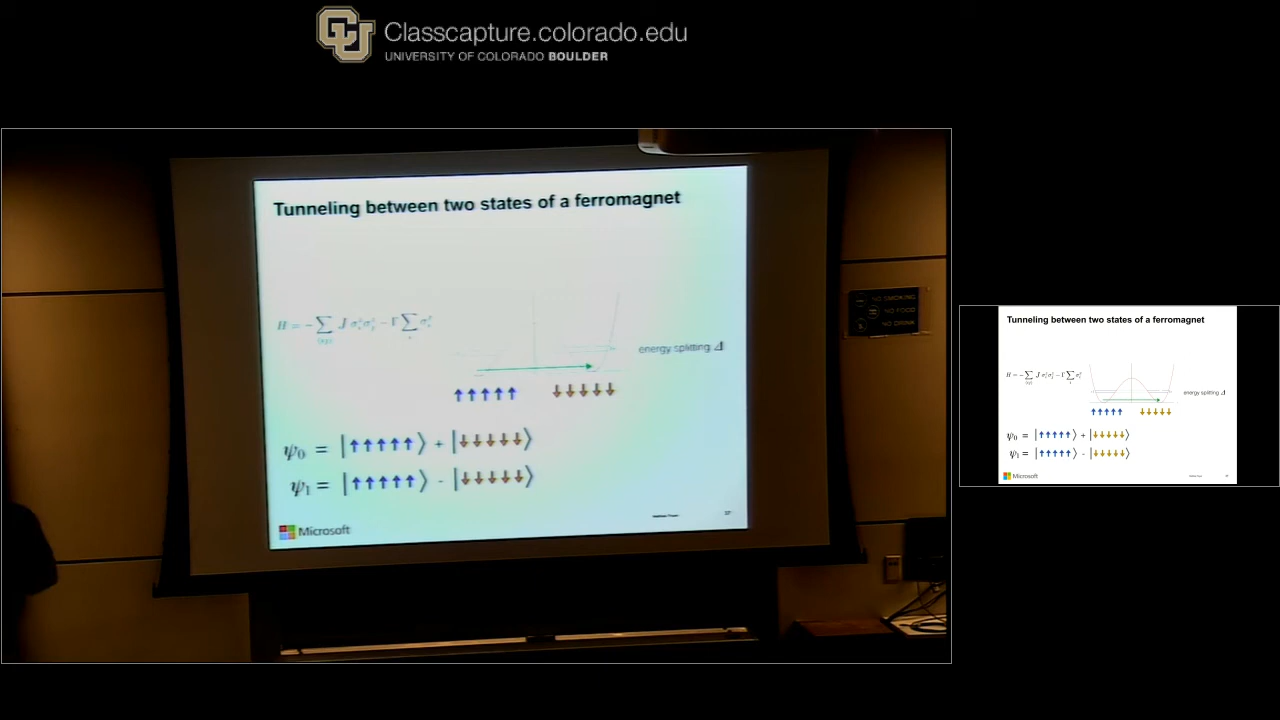 Classcapture.colorado.edu
UNIVERSITY OF COLORADO BOULDER
Tunneling between two states of a ferromagnet
energy splitting Δ
↑↑↑↑↑ ↓↓↓↓↓
ψ₀ = |↑↑↑↑↑⟩ + |↓↓↓↓↓⟩
ψ₁ = |↑↑↑↑↑⟩ - |↓↓↓↓↓⟩
Microsoft
NO SMOKING
NO FOOD
NO DRINK
Tunneling between two states of a ferromagnet
energy splitting Δ
↑↑↑↑↑ ↓↓↓↓↓
ψ₀ = |↑↑↑↑↑⟩ + |↓↓↓↓↓⟩
ψ₁ = |↑↑↑↑↑⟩ - |↓↓↓↓↓⟩
Microsoft